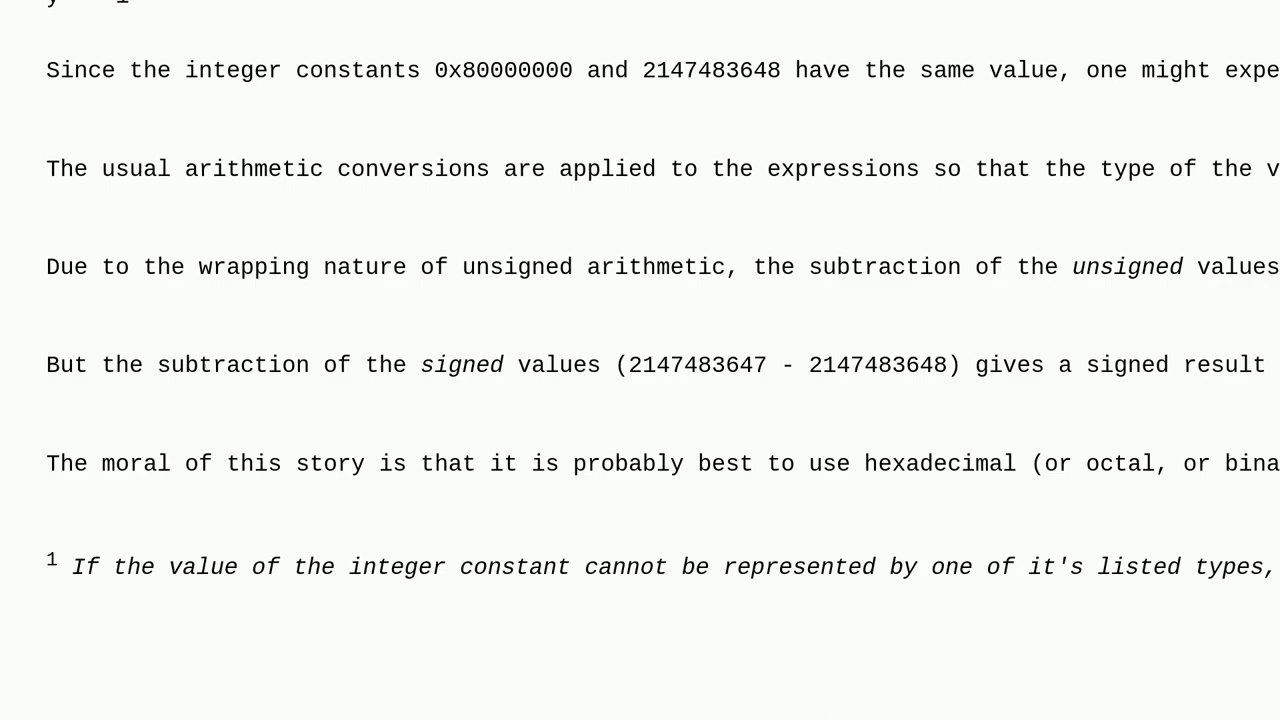 Since the integer constants 0x80000000 and 2147483648 have the same value, one might expe
The usual arithmetic conversions are applied to the expressions so that the type of the v
Due to the wrapping nature of unsigned arithmetic, the subtraction of the unsigned values
But the subtraction of the signed values (2147483647 - 2147483648) gives a signed result
The moral of this story is that it is probably best to use hexadecimal (or octal, or bina
1 If the value of the integer constant cannot be represented by one of it's listed types,